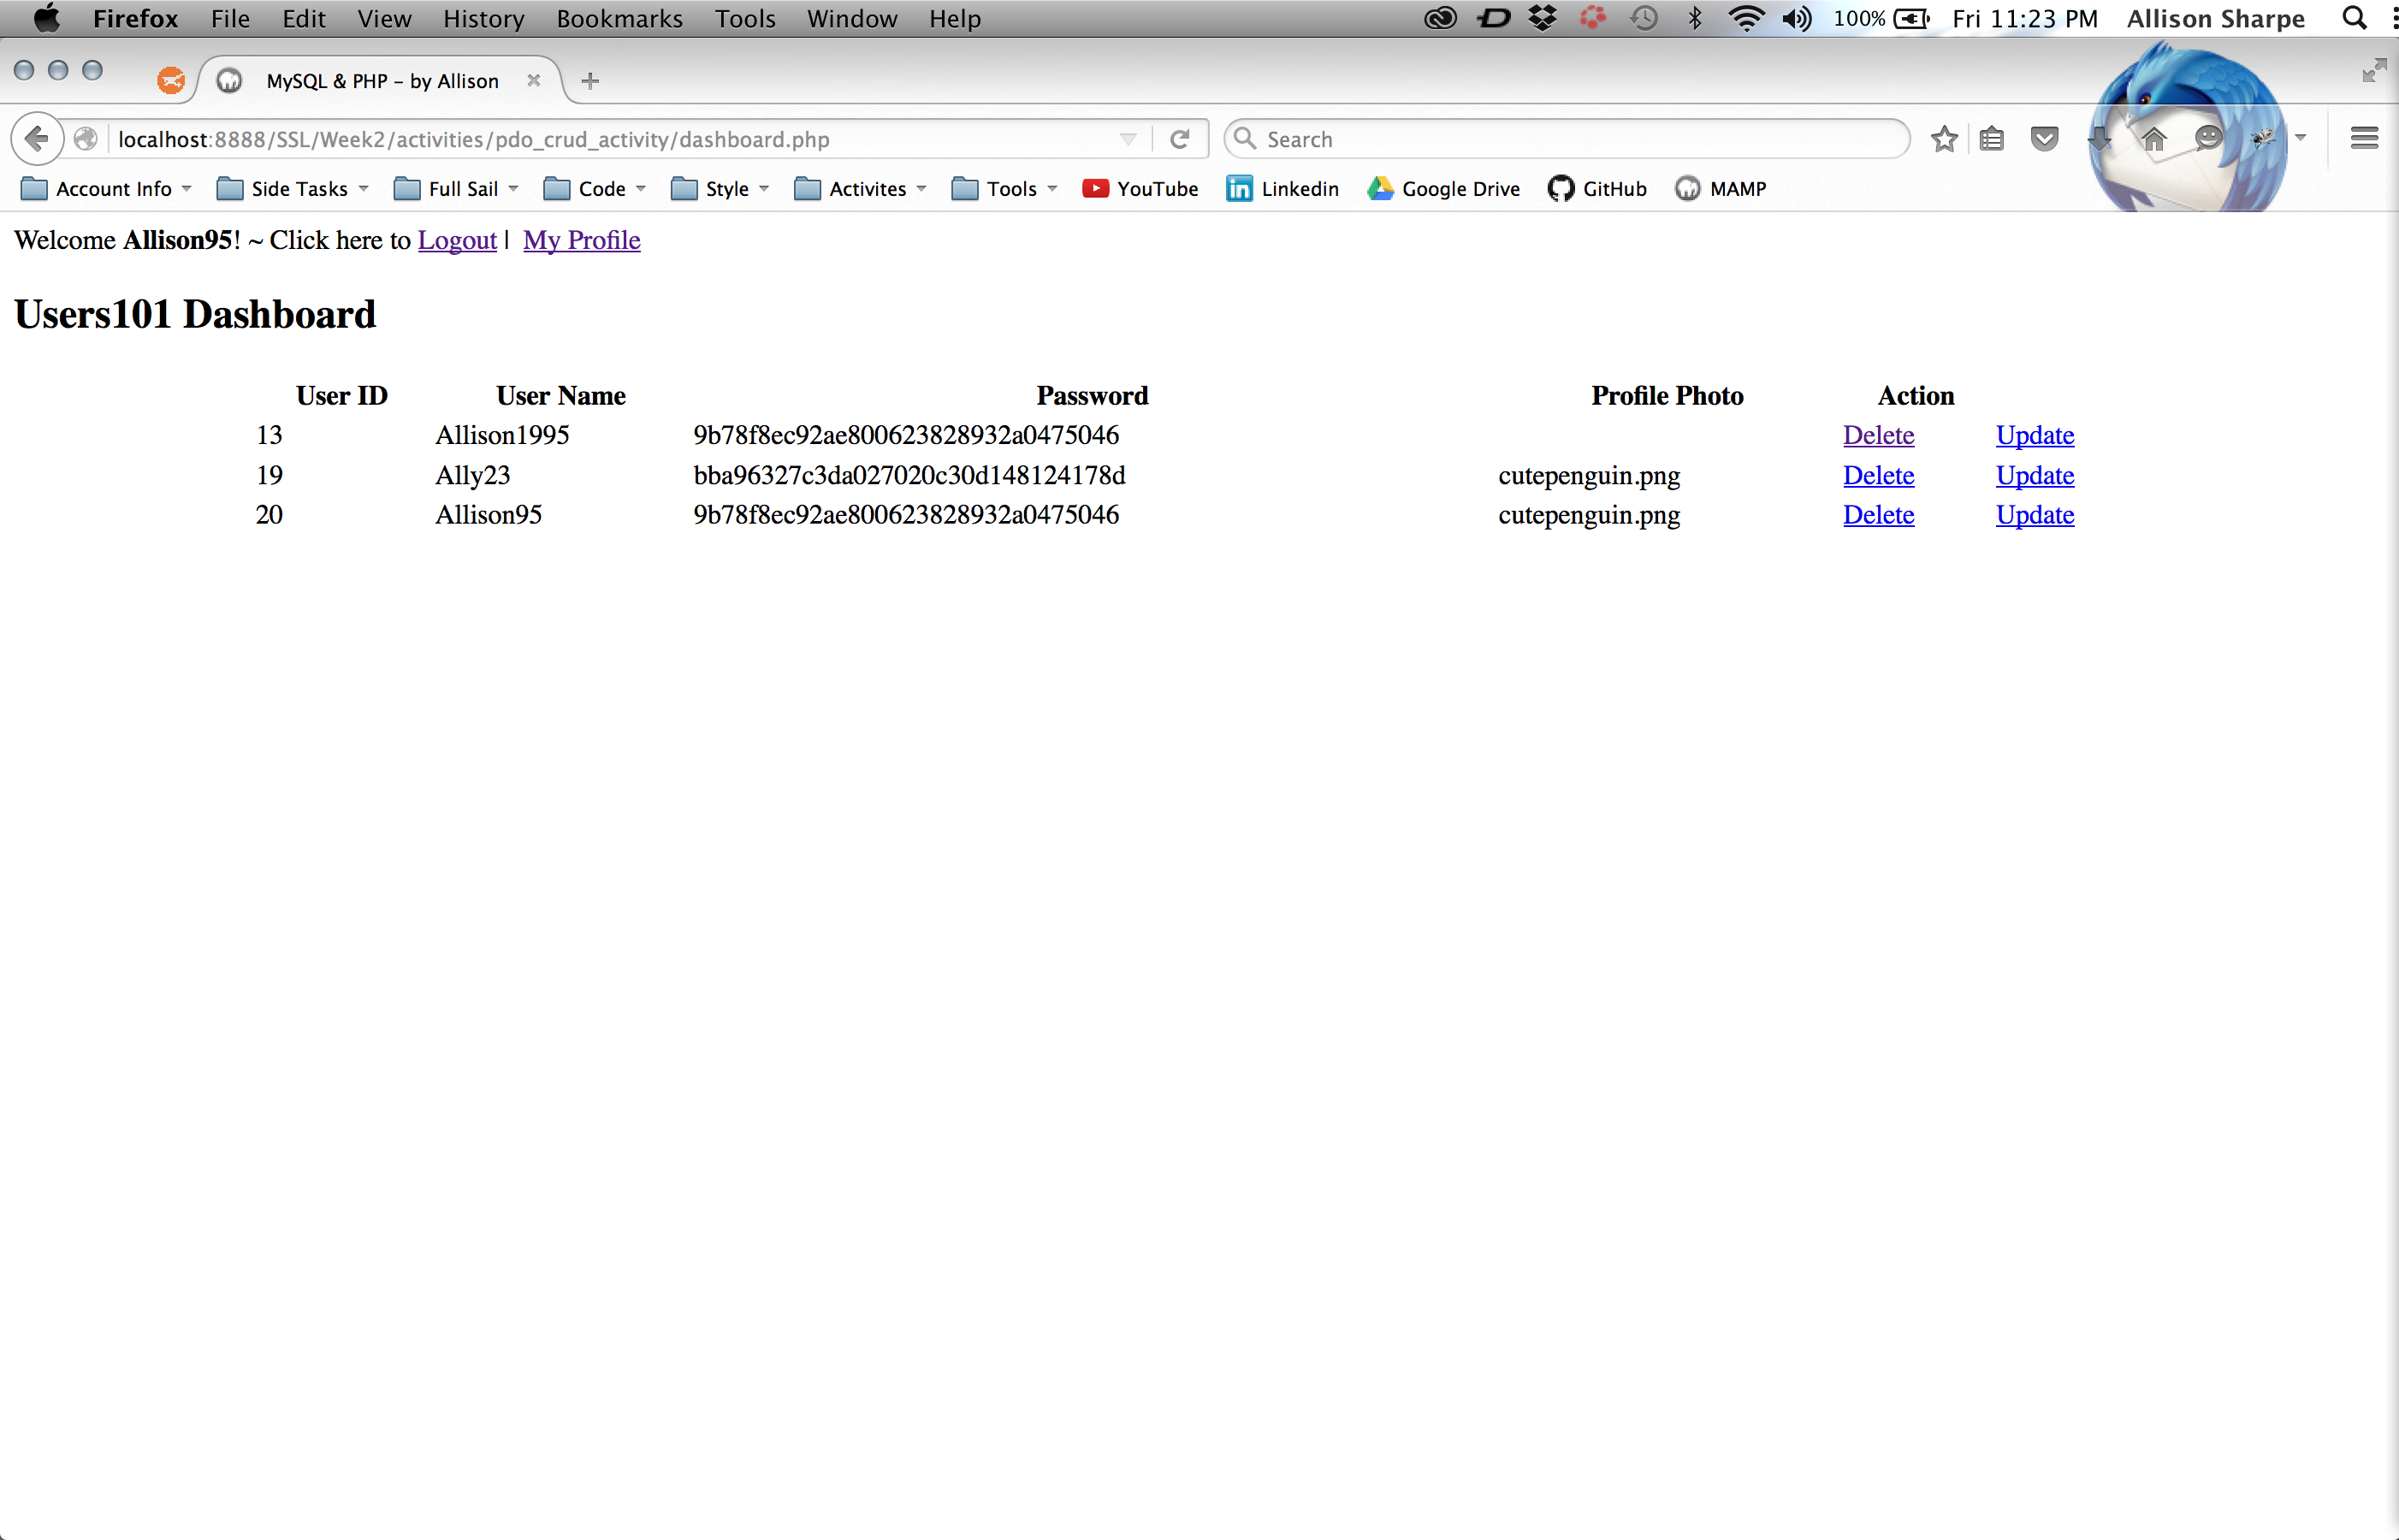 Firefox File Edit View History Bookmarks Tools Window Help 100% Fri 11:23 PM Allison Sharpe
MySQL & PHP – by Allison
localhost:8888/SSL/Week2/activities/pdo_crud_activity/dashboard.php Search
Account Info Side Tasks Full Sail Code Style Activites Tools YouTube Linkedin Google Drive GitHub MAMP
Welcome Allison95! ~ Click here to Logout | My Profile
Users101 Dashboard
User ID User Name Password Profile Photo Action
13 Allison1995 9b78f8ec92ae800623828932a0475046 Delete Update
19 Ally23 bba96327c3da027020c30d148124178d cutepenguin.png Delete Update
20 Allison95 9b78f8ec92ae800623828932a0475046 cutepenguin.png Delete Update